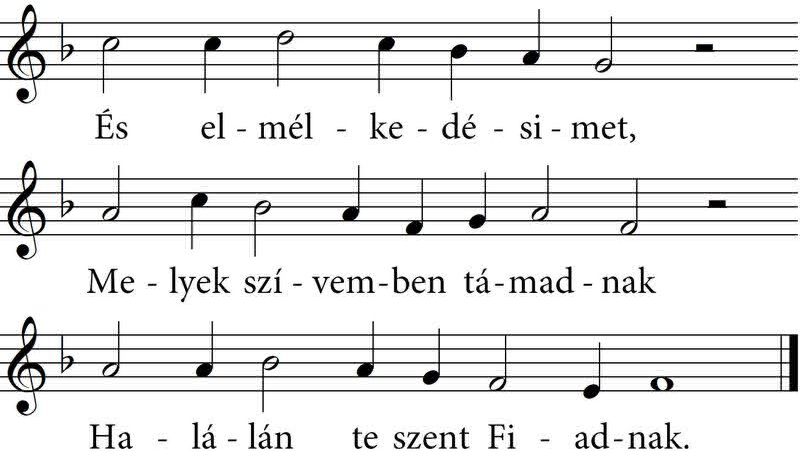 És el - mél - ke - dé - si - met,
Me - lyek szí - vem - ben tá - mad - nak
Ha - lá - lán te szent Fi - ad - nak.